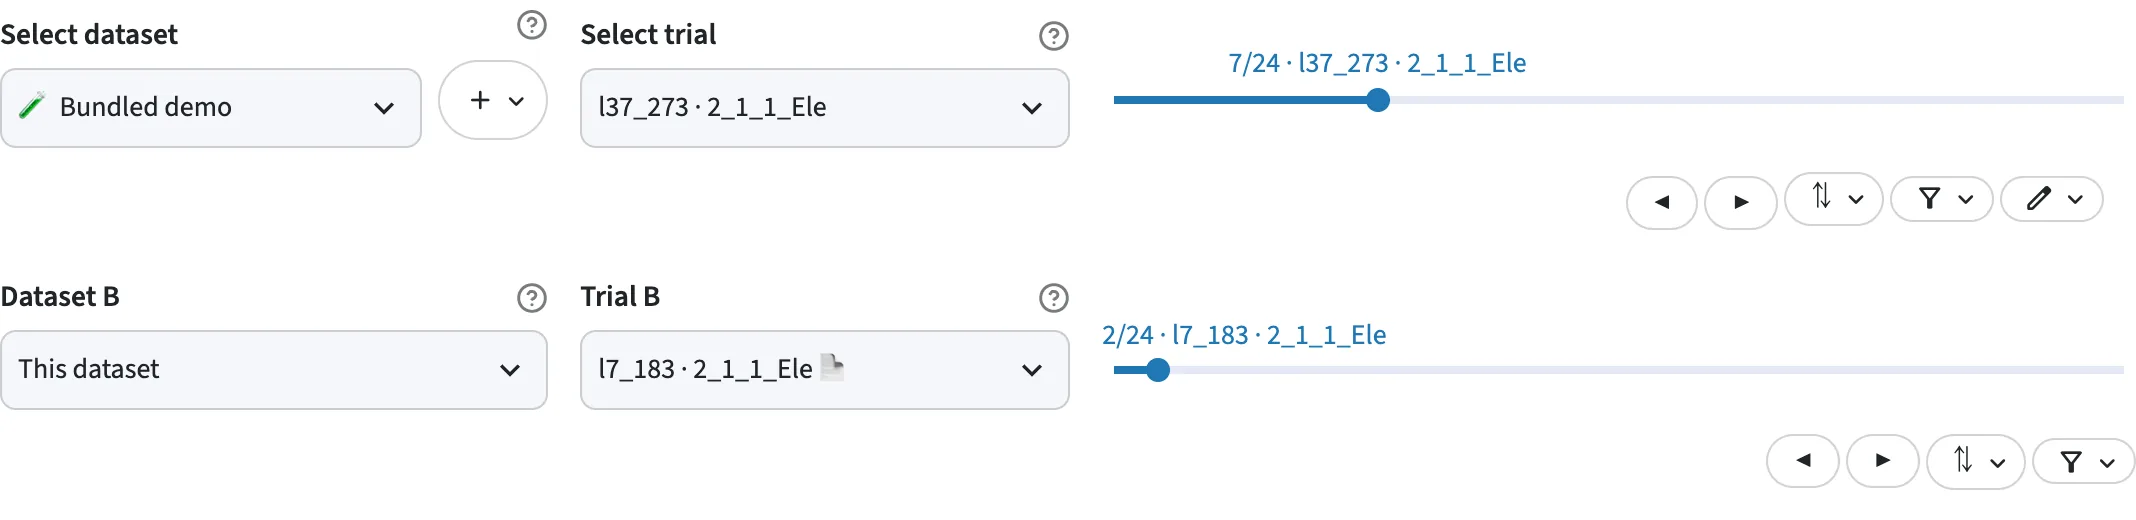 Select dataset
Select trial
7/24 · l37_273 · 2_1_1_Ele
Bundled demo
l37_273 · 2_1_1_Ele
Dataset B
Trial B
2/24 · l7_183 · 2_1_1_Ele
This dataset
l7_183 · 2_1_1_Ele